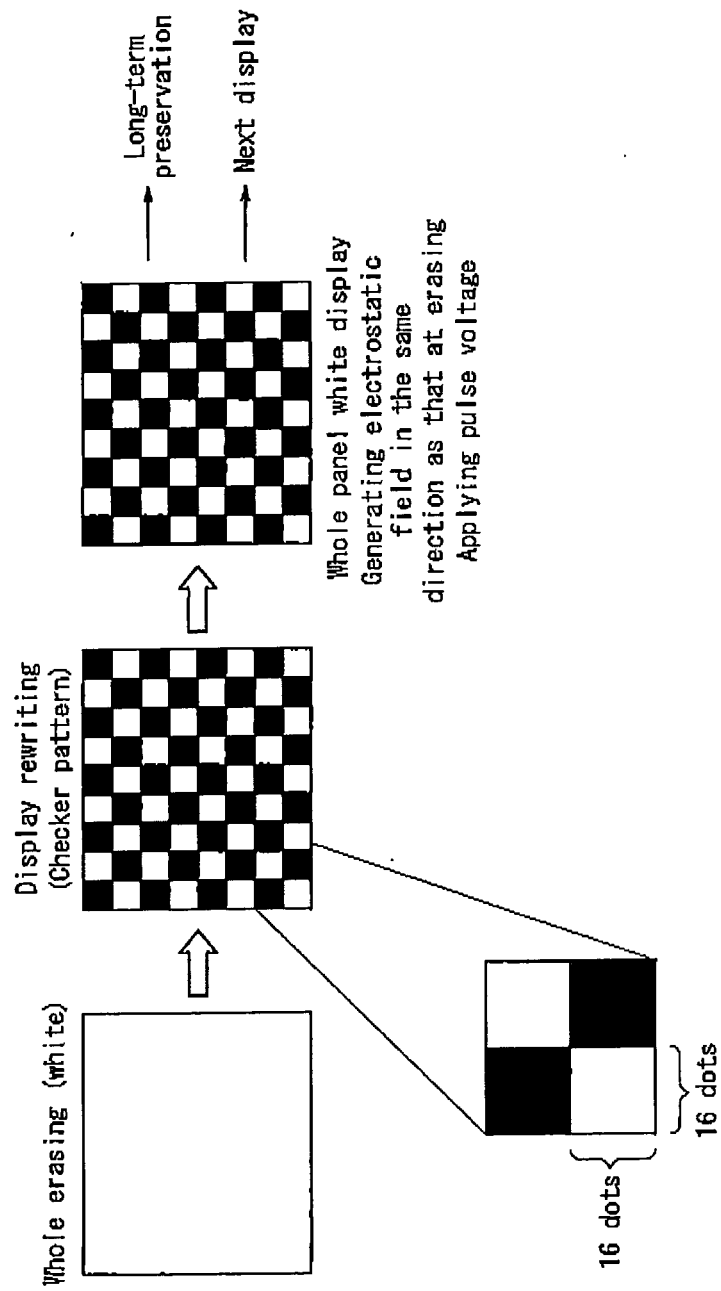 Whole erasing (white)
Display rewriting
(Checker pattern)
Long-term
preservation
Next display
Whole panel white display
Generating electrostatic
field in the same
direction as that at erasing
Applying pulse voltage
16 dots
16 dots